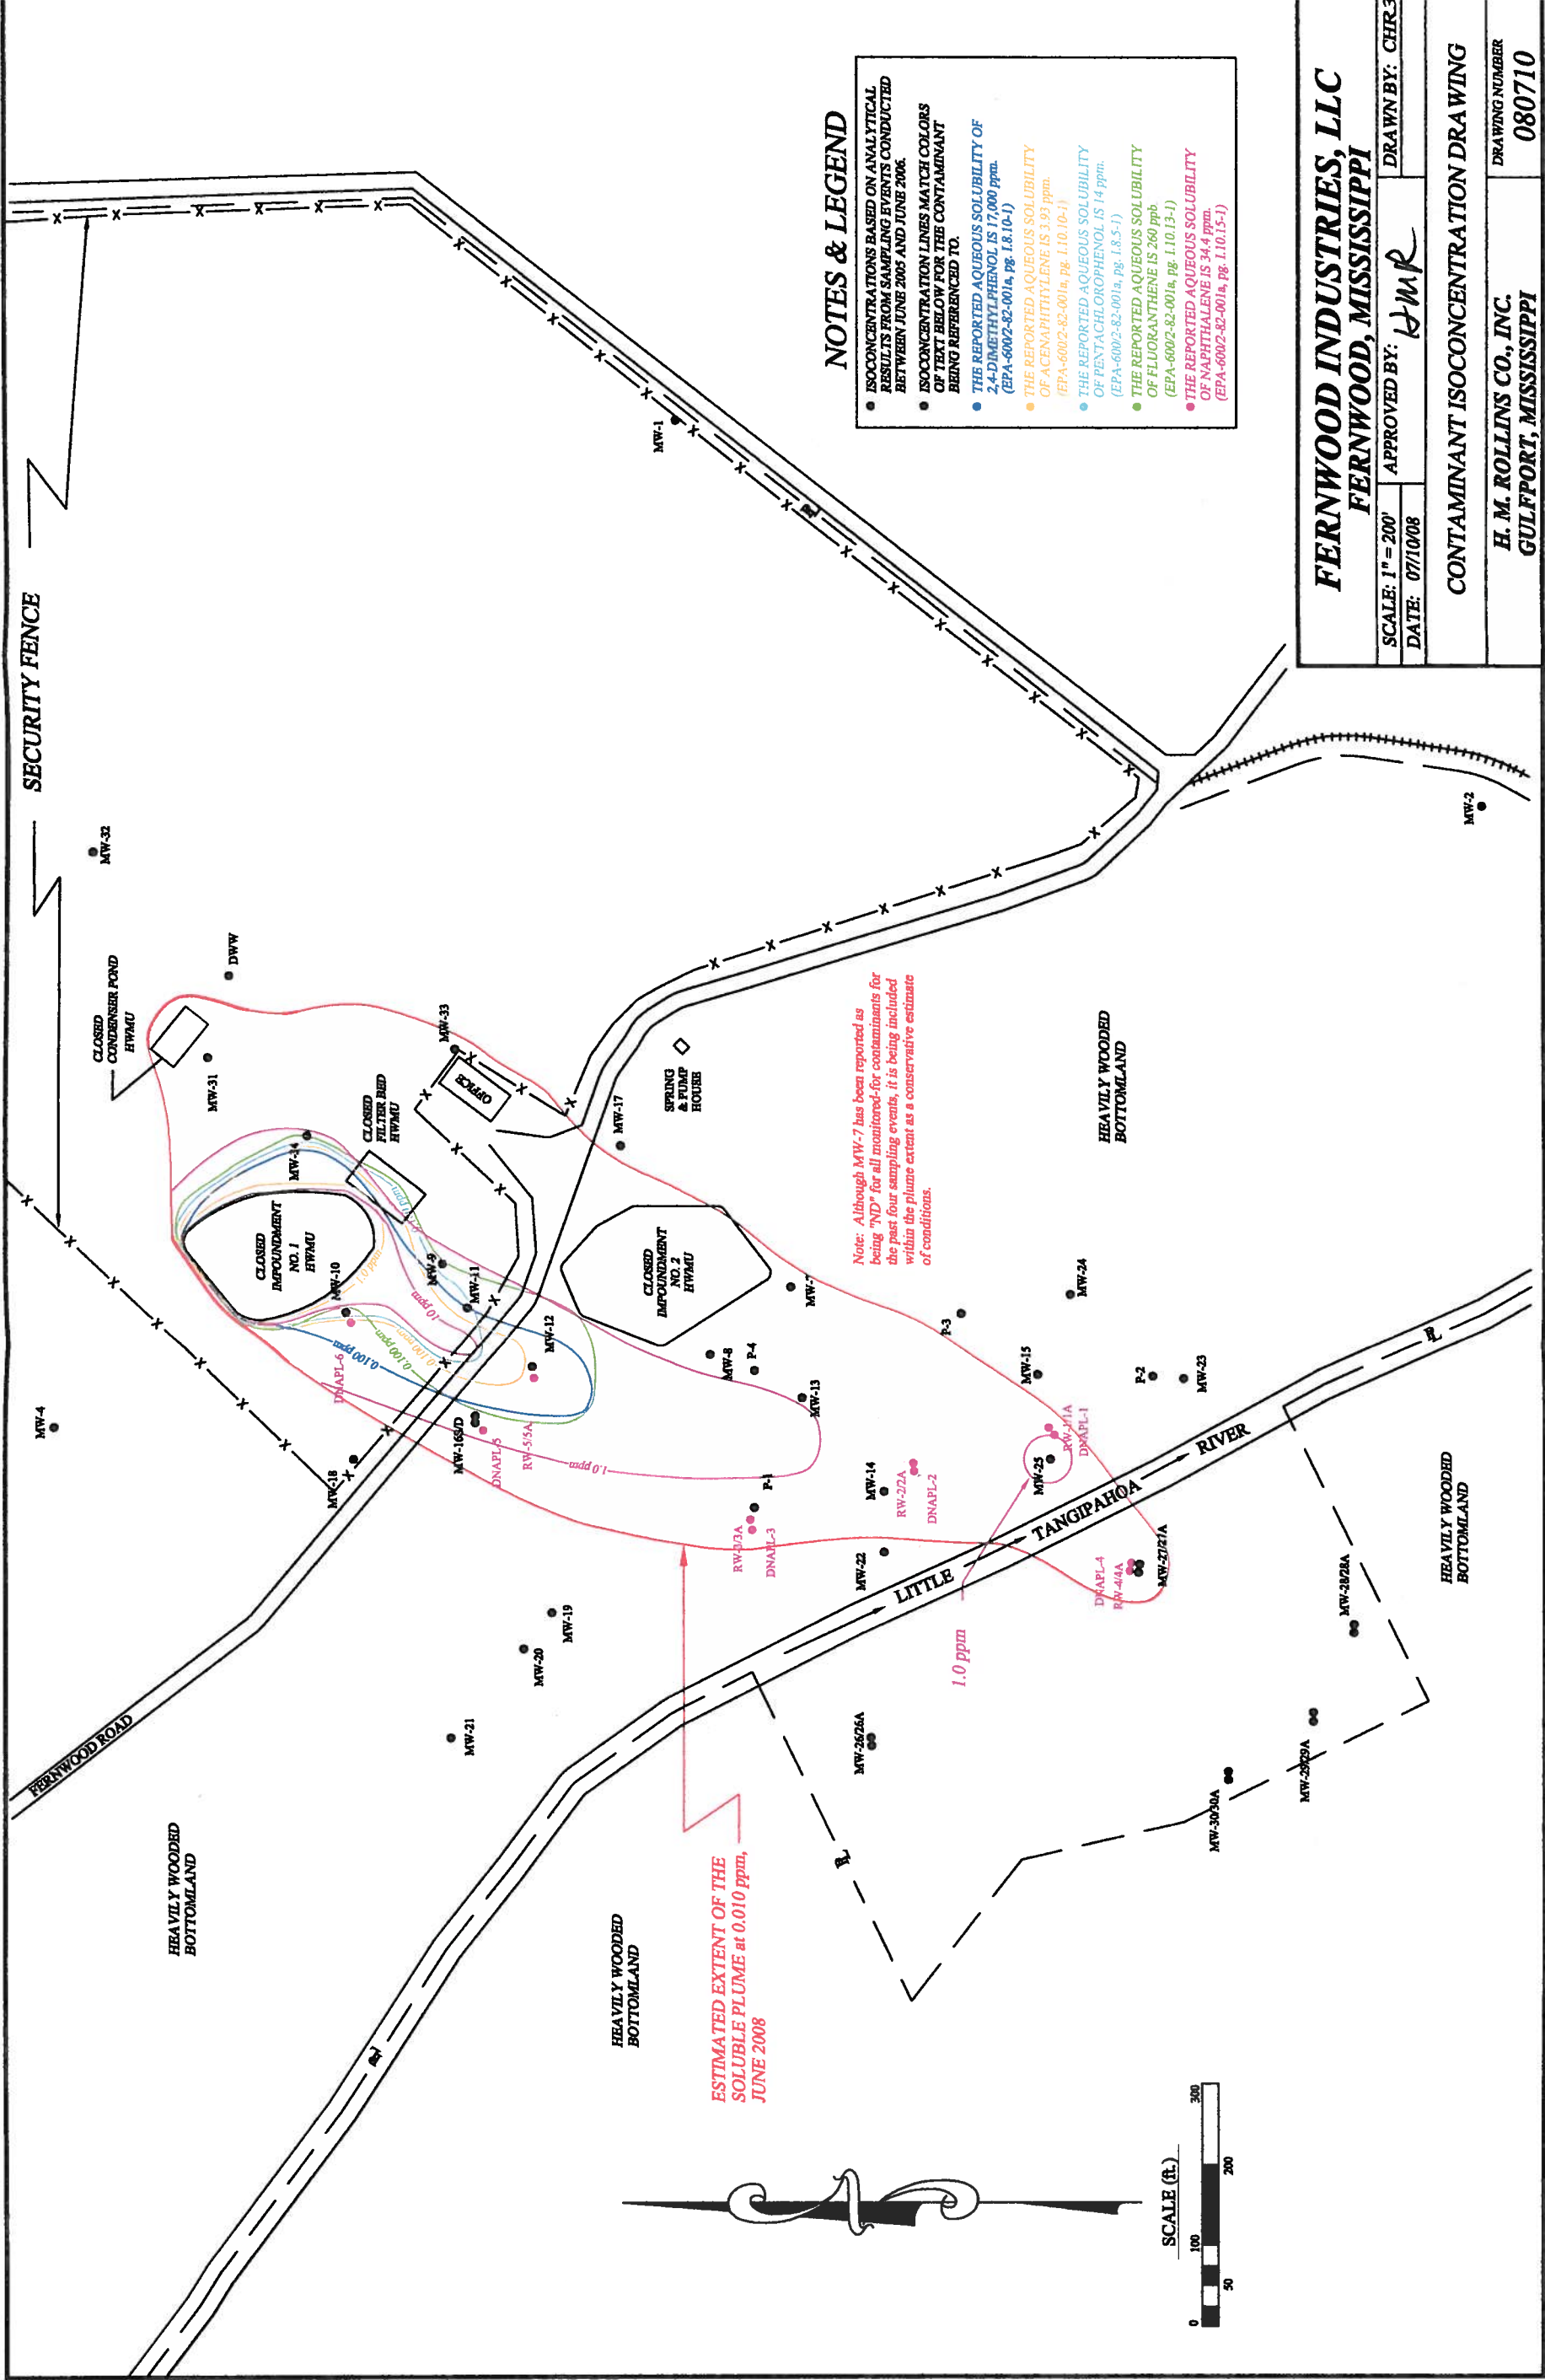 SECURITY FENCE
FERNWOOD ROAD
MW-4
MW-32
DWW
CLOSED
CONDENSER POND
HWMU
MW-31
MW-33
OFFICE
CLOSED
FILTER BED
HWMU
MW-34
CLOSED
IMPOUNDMENT
NO. 1
HWMU
MW-10
MW-9
MW-11
MW-12
1.0 ppm
10 ppm
0.100 ppm
0.100 ppm
0.100 ppm
DNAPL-6
MW-18
MW-16S/D
DNAPL-5
RW-5/5A
1.0 ppm
MW-17
SPRING
& PUMP
HOUSE
CLOSED
IMPOUNDMENT
NO. 2
HWMU
MW-7
MW-8
P-4
MW-13
P-1
RW-3/3A
DNAPL-3
MW-14
RW-2/2A
DNAPL-2
MW-22
MW-19
MW-20
MW-21
P-3
MW-24
MW-15
P-2
MW-23
MW-25
RW-1/1A
DNAPL-1
DNAPL-4
RW-4/4A
MW-27/27A
1.0 ppm
LITTLE
TANGIPAHOA
RIVER
MW-26/26A
MW-28/28A
MW-29/29A
MW-30/30A
MW-1
MW-2
PL
PL
PL
PL
HEAVILY WOODED
BOTTOMLAND
HEAVILY WOODED
BOTTOMLAND
HEAVILY WOODED
BOTTOMLAND
HEAVILY WOODED
BOTTOMLAND
Note: Although MW-7 has been reported as
being "ND" for all monitored-for contaminants for
the past four sampling events, it is being included
within the plume extent as a conservative estimate
of conditions.
ESTIMATED EXTENT OF THE
SOLUBLE PLUME at 0.010 ppm,
JUNE 2008
SCALE (ft.)
0
50
100
200
300
NOTES & LEGEND
ISOCONCENTRATIONS BASED ON ANALYTICAL
RESULTS FROM SAMPLING EVENTS CONDUCTED
BETWEEN JUNE 2005 AND JUNE 2006.
ISOCONCENTRATION LINES MATCH COLORS
OF TEXT BELOW FOR THE CONTAMINANT
BEING REFERENCED TO.
THE REPORTED AQUEOUS SOLUBILITY OF
2,4-DIMETHYLPHENOL IS 17,000 ppm.
(EPA-600/2-82-001a, pg. I.8.10-1)
THE REPORTED AQUEOUS SOLUBILITY
OF ACENAPHTHYLENE IS 3.93 ppm.
(EPA-600/2-82-001a, pg. I.10.10-1)
THE REPORTED AQUEOUS SOLUBILITY
OF PENTACHLOROPHENOL IS 14 ppm.
(EPA-600/2-82-001a, pg. I.8.5-1)
THE REPORTED AQUEOUS SOLUBILITY
OF FLUORANTHENE IS 260 ppb
(EPA-600/2-82-001a, pg. I.10.13-1)
THE REPORTED AQUEOUS SOLUBILITY
OF NAPHTHALENE IS 34.4 ppm.
(EPA-600/2-82-001a, pg. I.10.15-1)
FERNWOOD INDUSTRIES, LLC
FERNWOOD, MISSISSIPPI
SCALE: 1" = 200'
APPROVED BY: HMR
DRAWN BY: CHR3
DATE: 07/10/08
CONTAMINANT ISOCONCENTRATION DRAWING
H. M. ROLLINS CO., INC.
GULFPORT, MISSISSIPPI
DRAWING NUMBER
080710